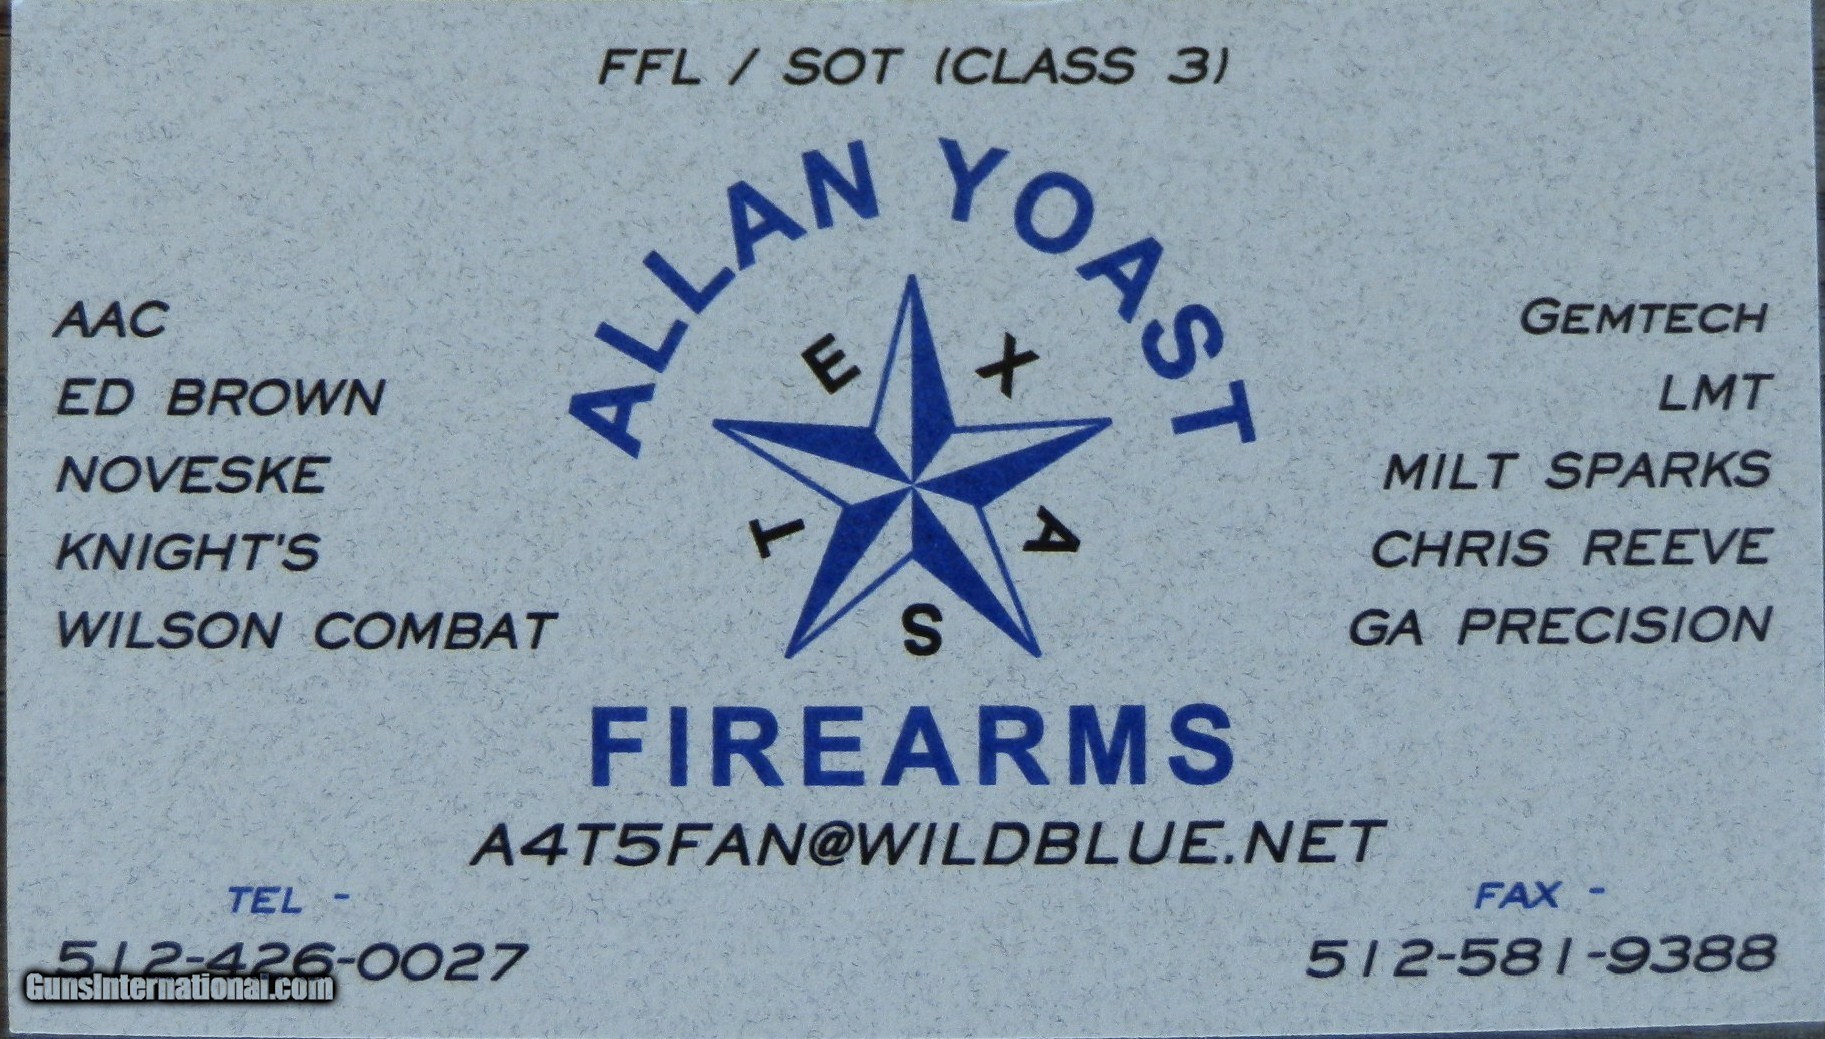 FFL / SOT (CLASS 3)
ALLAN YOAST
TEXAS
AAC
ED BROWN
NOVESKE
KNIGHT'S
WILSON COMBAT
GEMTECH
LMT
MILT SPARKS
CHRIS REEVE
GA PRECISION
FIREARMS
A4T5FAN@WILDBLUE.NET
TEL -
512-426-0027
FAX -
512-581-9388
GunsInternational.com